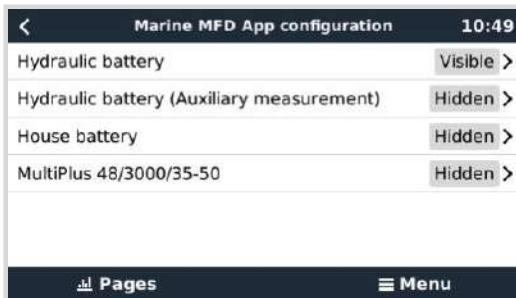 Marine MFD App configuration 10:49
Hydraulic battery Visible
Hydraulic battery (Auxiliary measurement) Hidden
House battery Hidden
MultiPlus 48/3000/35-50 Hidden
Pages Menu